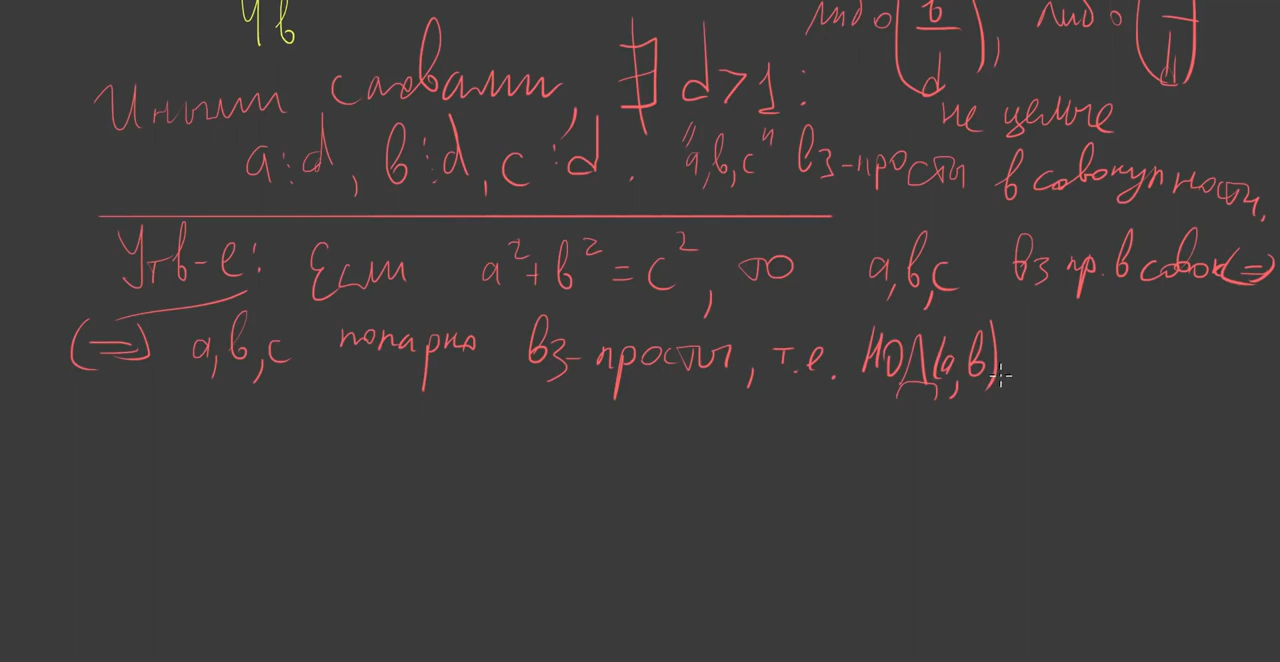 либо (в/d), либо ( /d)
Иными словами, ∄ d>1: не целые
a⋮d, в⋮d, c⋮d. "a,в,c" вз-просты в совокупности.
Утв-е: Если a²+в²=c², то a,в,c вз пр. в совок (=)
(=>) a,в,c попарно вз-просты, т.е. НОД(a,в)